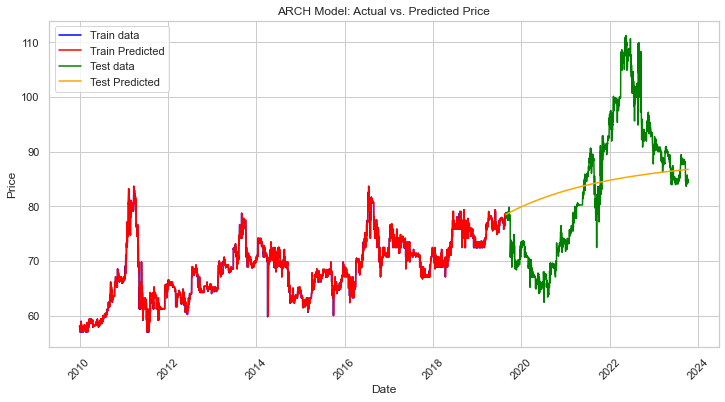 ARCH Model: Actual vs. Predicted Price
Train data
Train Predicted
Test data
Test Predicted
Price
110
100
90
80
70
60
2010
2012
2014
2016
2018
2020
2022
2024
Date